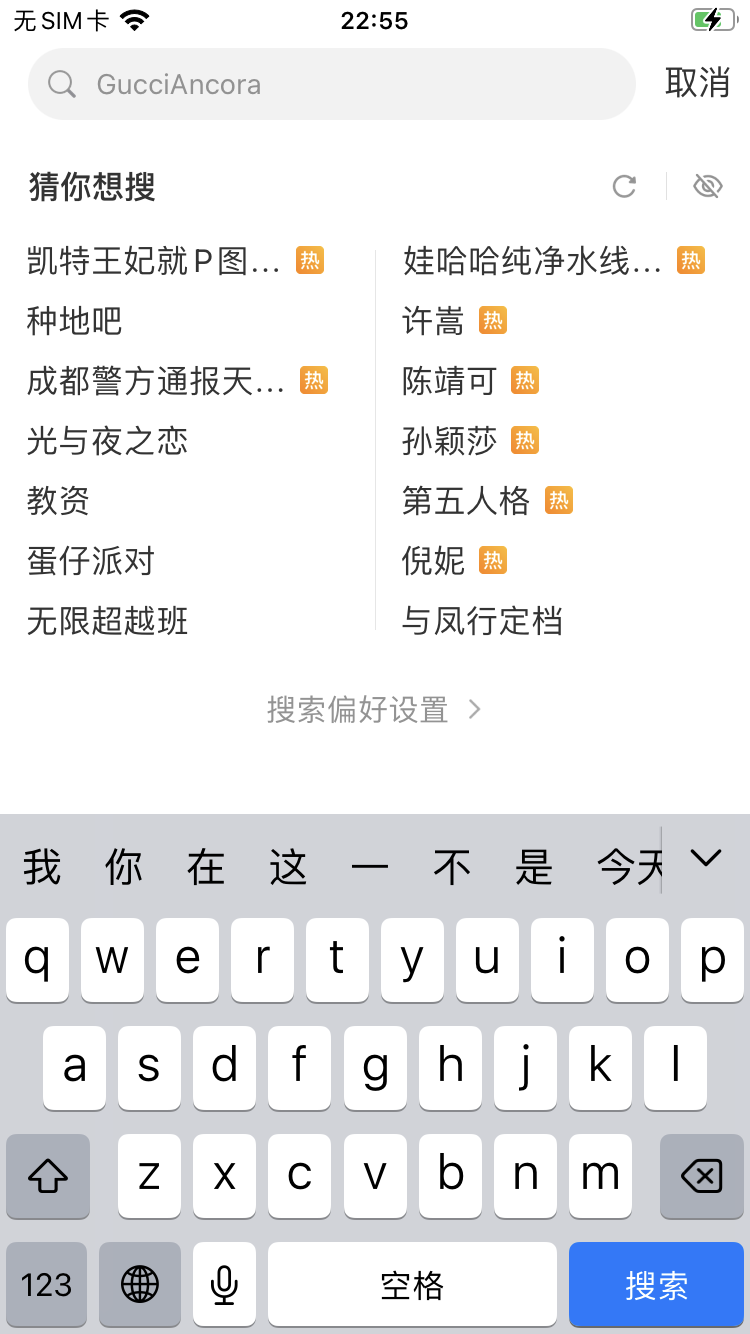 无SIM卡 22:55
GucciAncora 取消
猜你想搜
凯特王妃就P图... 热 娃哈哈纯净水线... 热
种地吧 许嵩 热
成都警方通报天... 热 陈靖可 热
光与夜之恋 孙颖莎 热
教资 第五人格 热
蛋仔派对 倪妮 热
无限超越班 与凤行定档
搜索偏好设置
我 你 在 这 一 不 是 今天
q w e r t y u i o p
a s d f g h j k l
z x c v b n m
123 空格 搜索